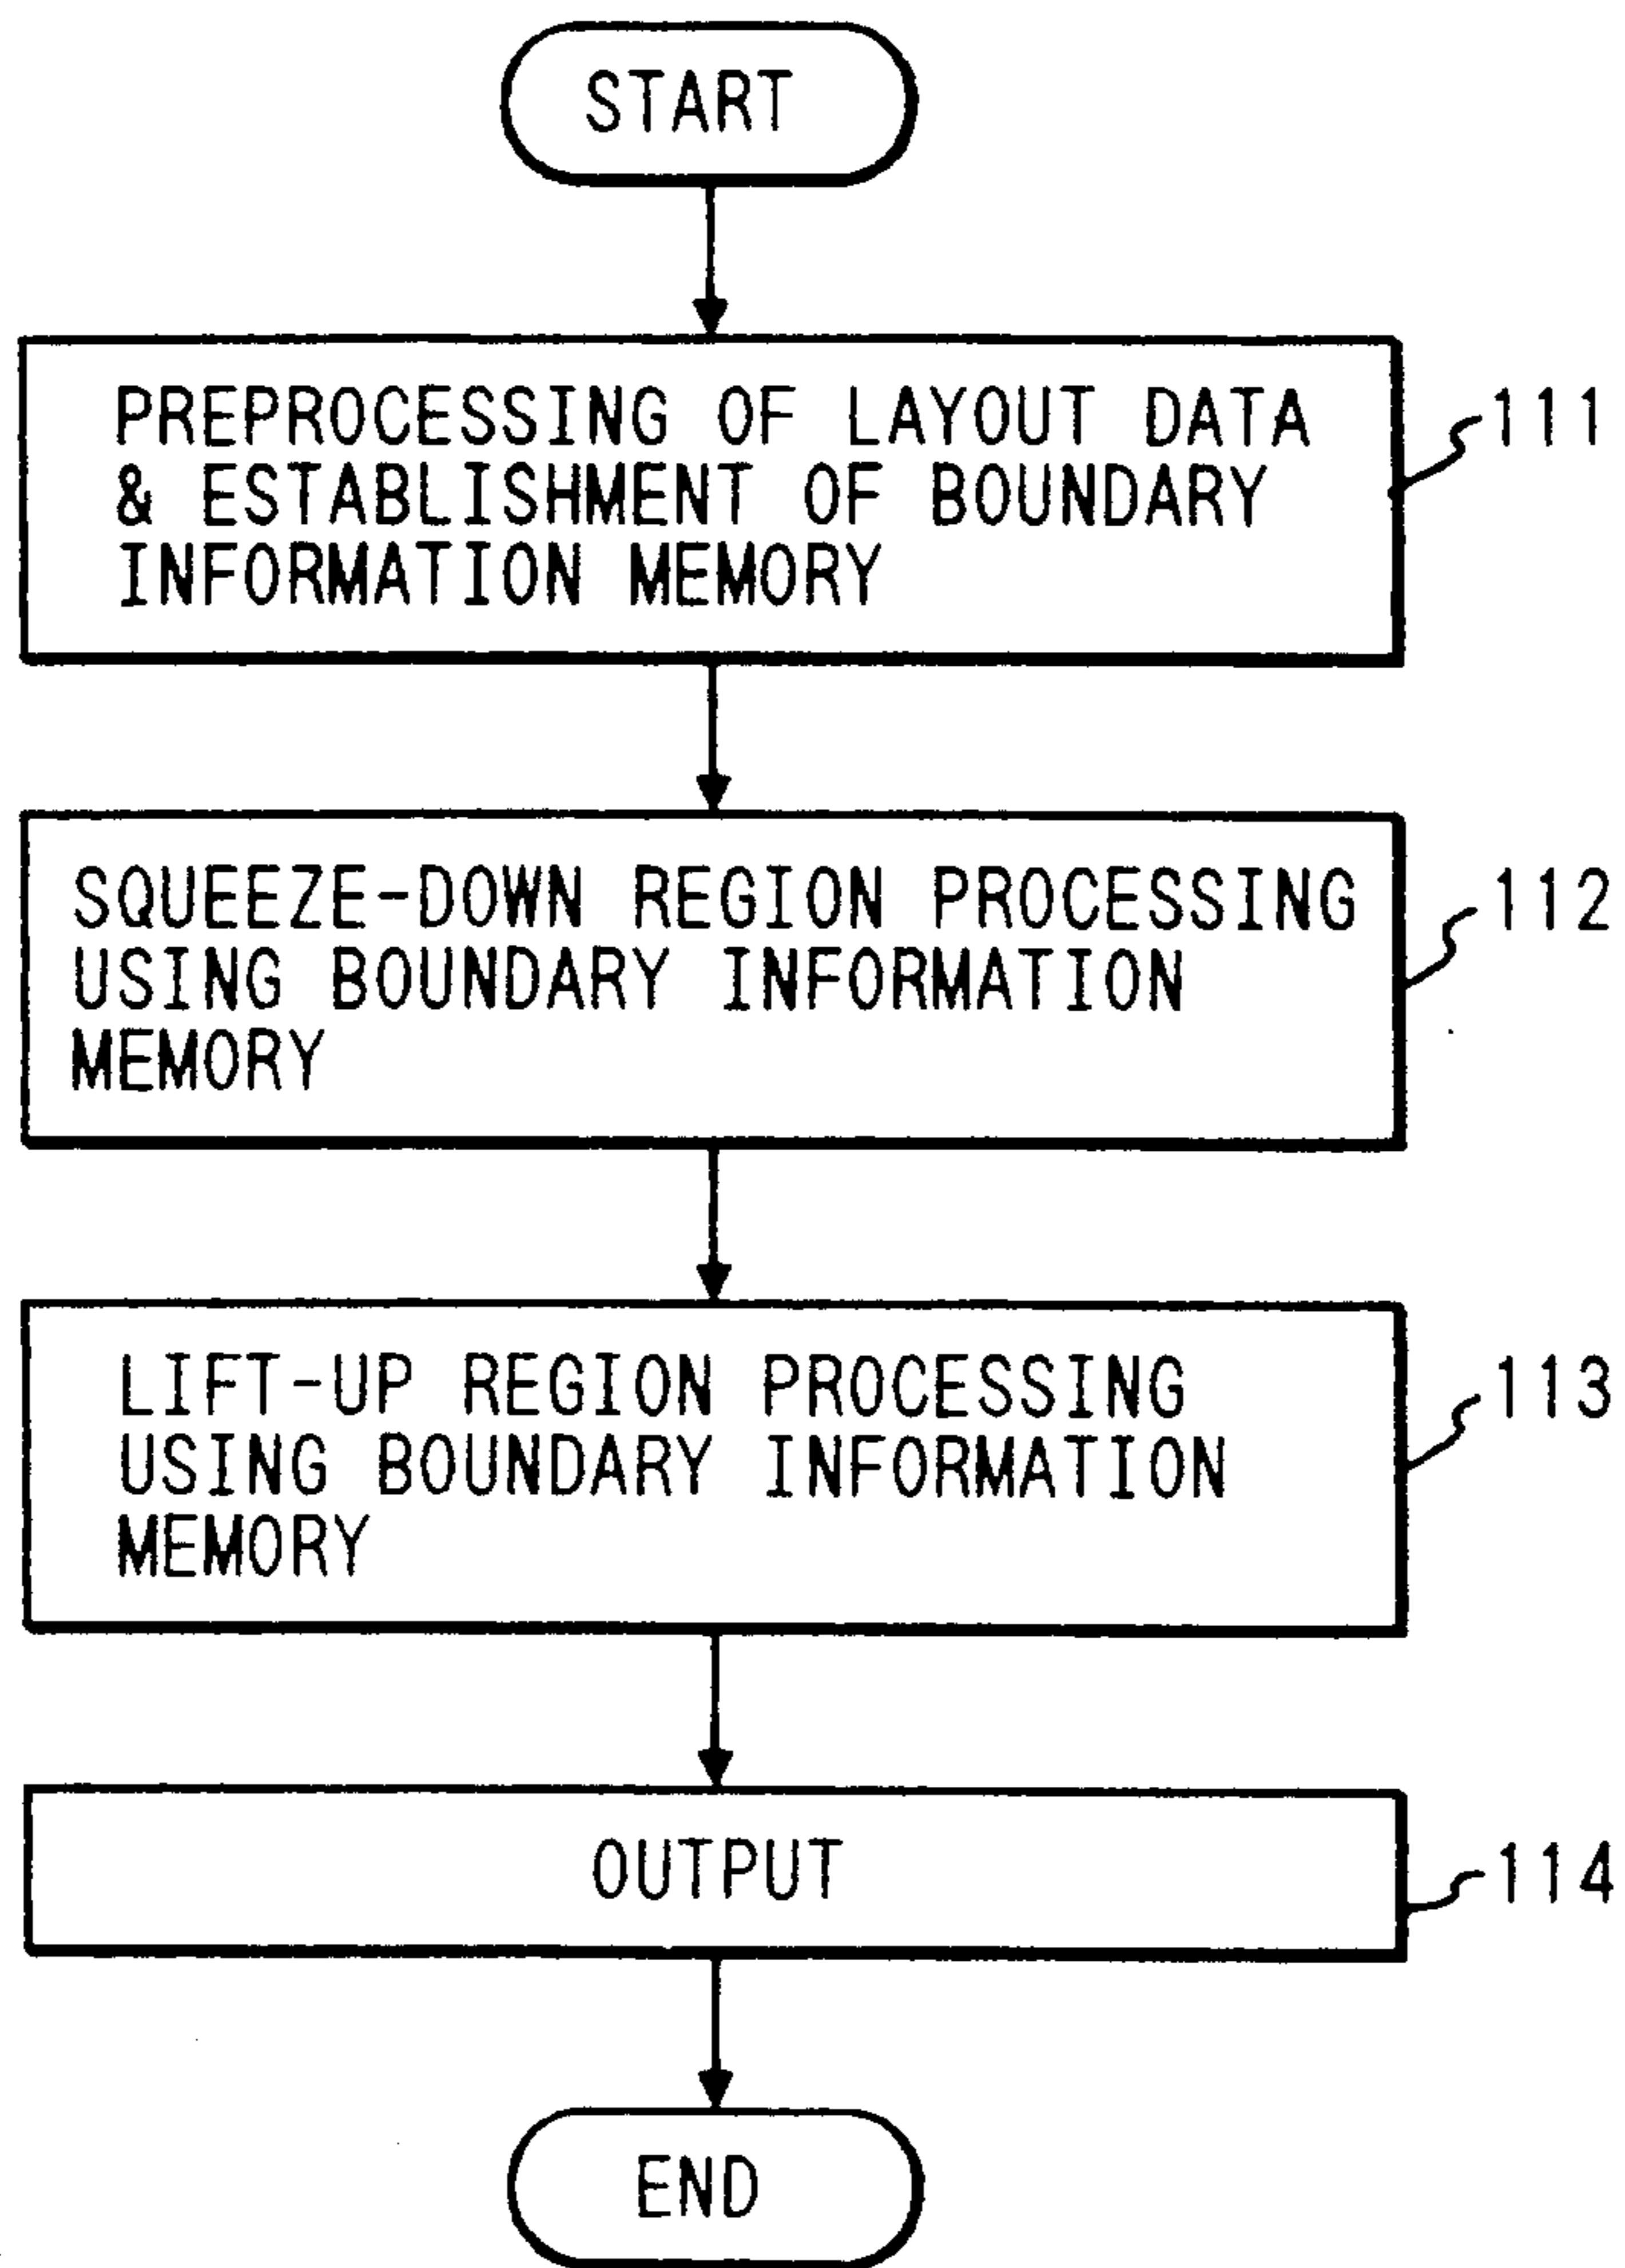 START
PREPROCESSING OF LAYOUT DATA
& ESTABLISHMENT OF BOUNDARY
INFORMATION MEMORY
111
SQUEEZE-DOWN REGION PROCESSING
USING BOUNDARY INFORMATION
MEMORY
112
LIFT-UP REGION PROCESSING
USING BOUNDARY INFORMATION
MEMORY
113
OUTPUT
114
END